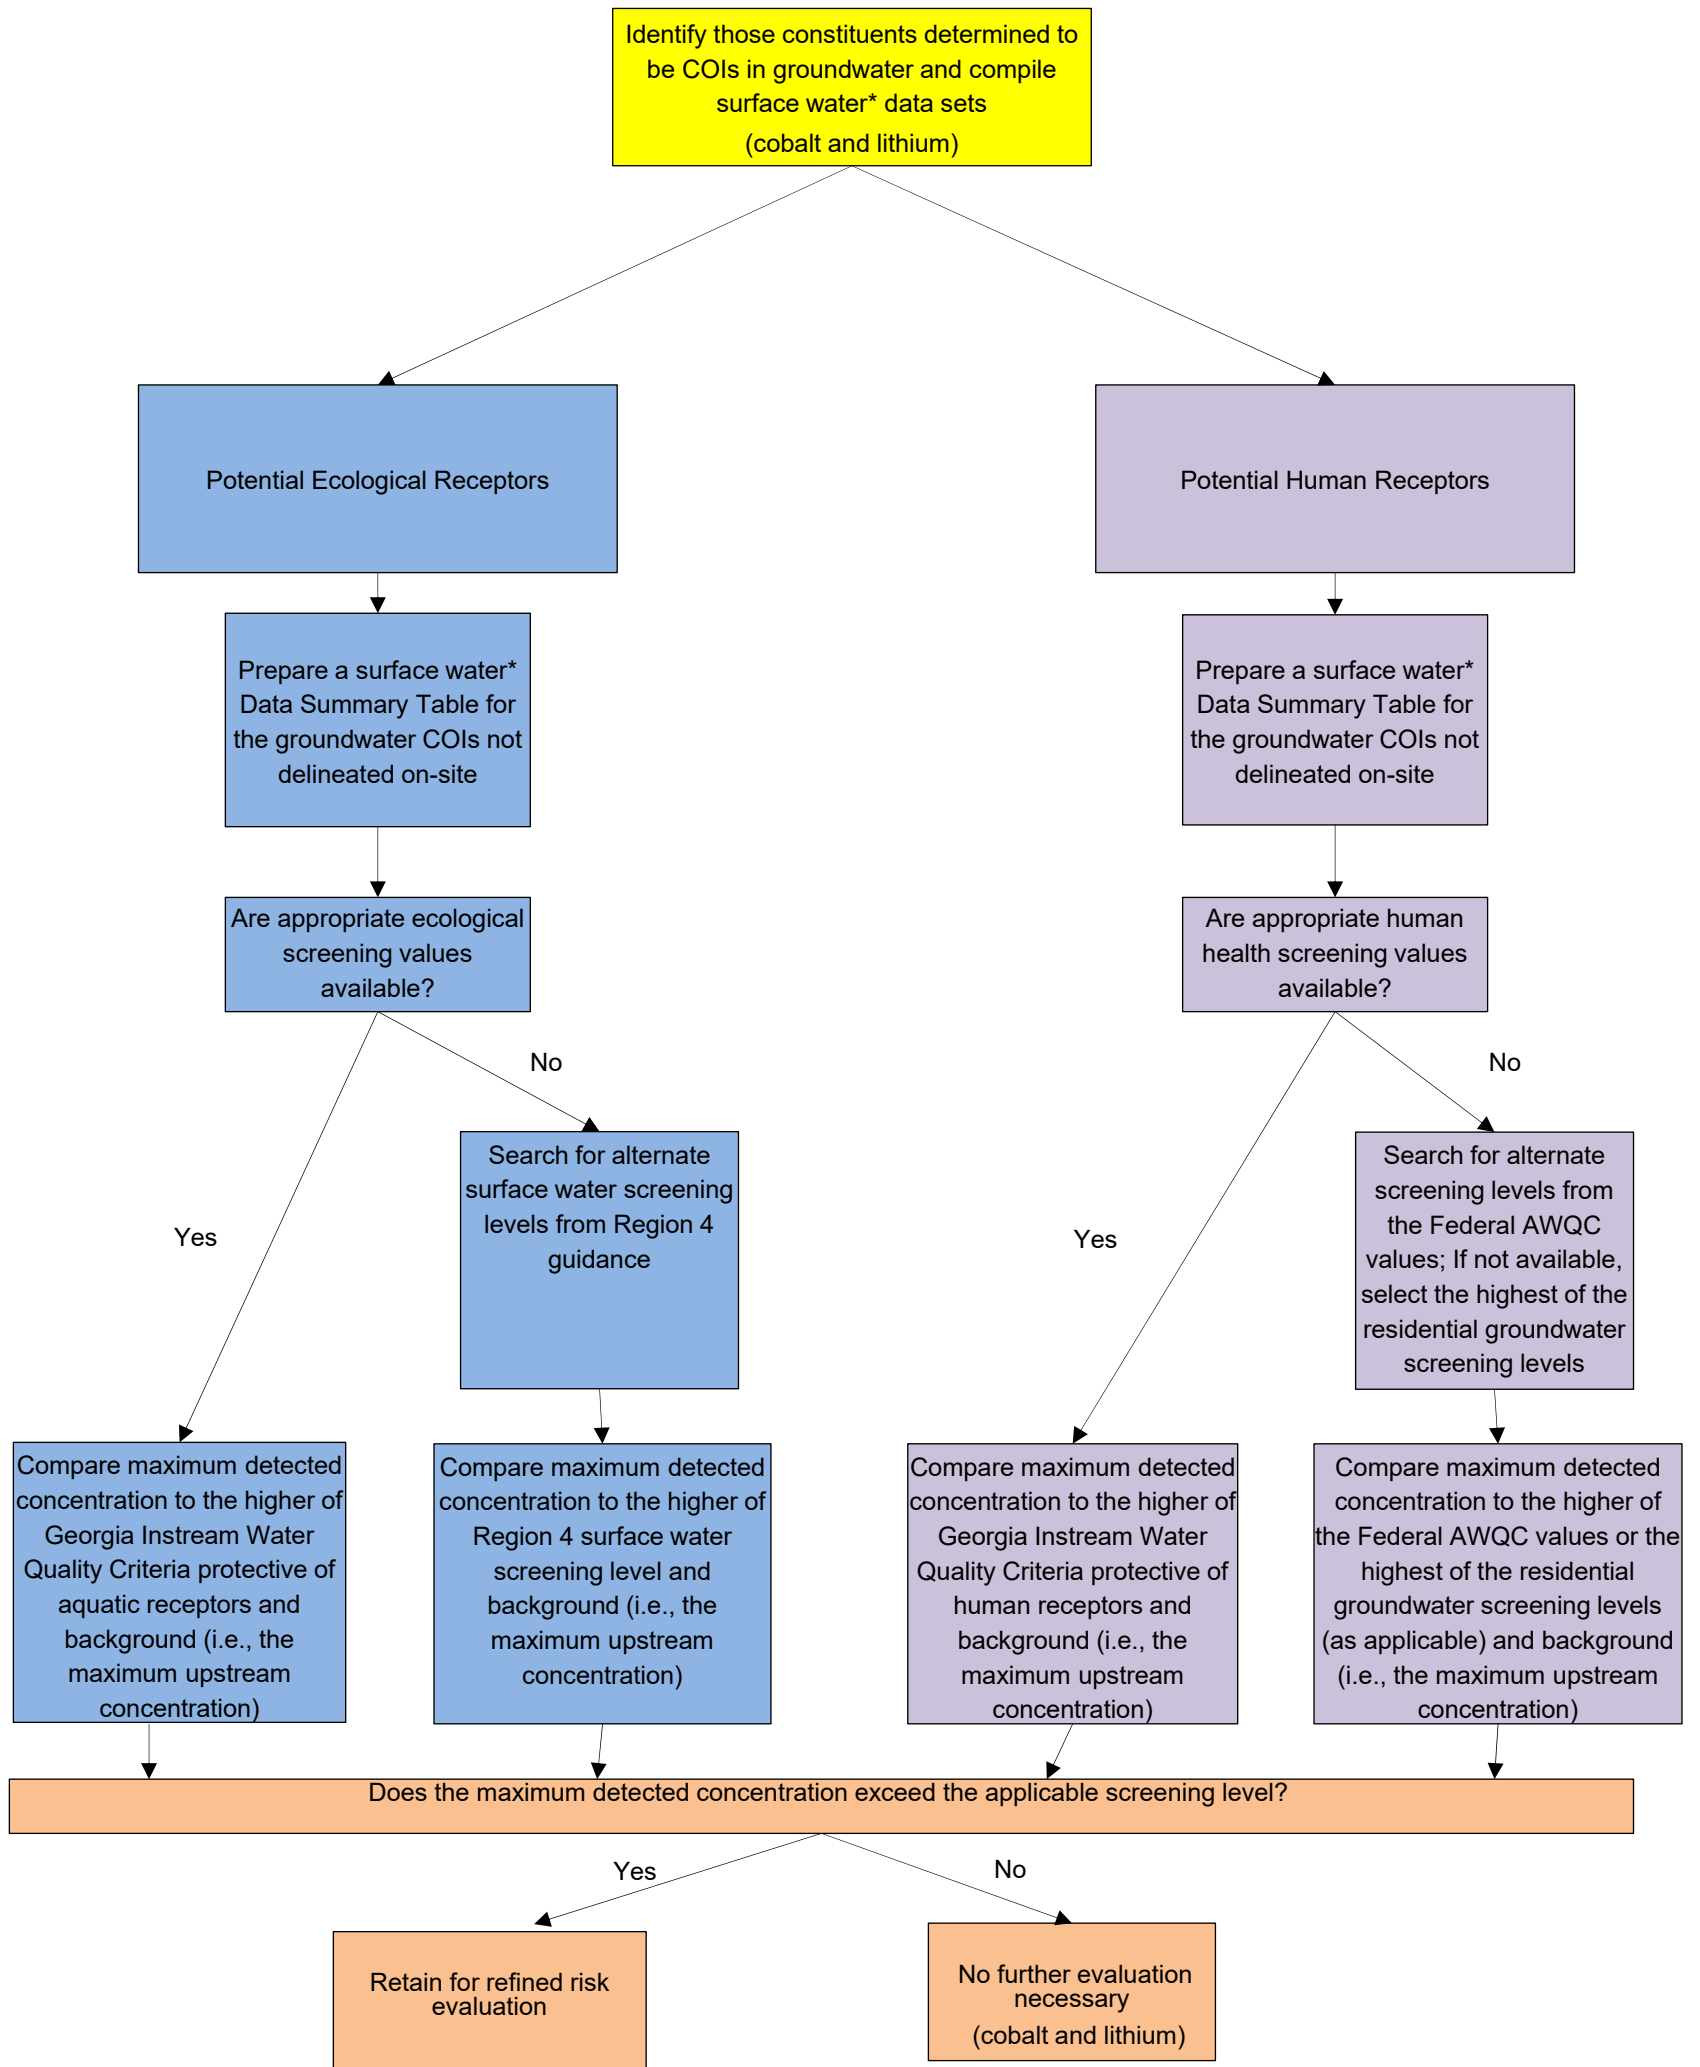 Identify those constituents determined to
be COIs in groundwater and compile
surface water* data sets
(cobalt and lithium)
Potential Ecological Receptors
Potential Human Receptors
Prepare a surface water*
Data Summary Table for
the groundwater COIs not
delineated on-site
Prepare a surface water*
Data Summary Table for
the groundwater COIs not
delineated on-site
Are appropriate ecological
screening values
available?
Are appropriate human
health screening values
available?
No
No
Search for alternate
surface water screening
levels from Region 4
guidance
Search for alternate
screening levels from
the Federal AWQC
values; If not available,
select the highest of the
residential groundwater
screening levels
Yes
Yes
Compare maximum detected
concentration to the higher of
Georgia Instream Water
Quality Criteria protective of
aquatic receptors and
background (i.e., the
maximum upstream
concentration)
Compare maximum detected
concentration to the higher of
Region 4 surface water
screening level and
background (i.e., the
maximum upstream
concentration)
Compare maximum detected
concentration to the higher of
Georgia Instream Water
Quality Criteria protective of
human receptors and
background (i.e., the
maximum upstream
concentration)
Compare maximum detected
concentration to the higher of
the Federal AWQC values or the
highest of the residential
groundwater screening levels
(as applicable) and background
(i.e., the maximum upstream
concentration)
Does the maximum detected concentration exceed the applicable screening level?
Yes
No
Retain for refined risk
evaluation
No further evaluation
necessary
(cobalt and lithium)